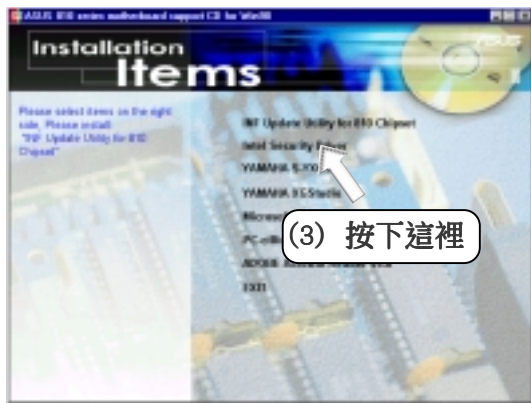 ASUS 810 series motherboard support CD for Win98
Installation
Items
ASUS
Please select items on the right
side, Please install:
"INF Update Utility for 810
Chipset"
INF Update Utility for 810 Chipset
Intel Security Driver
YAMAHA
YAMAHA XGStudio
(3) 按下這裡
EXIT